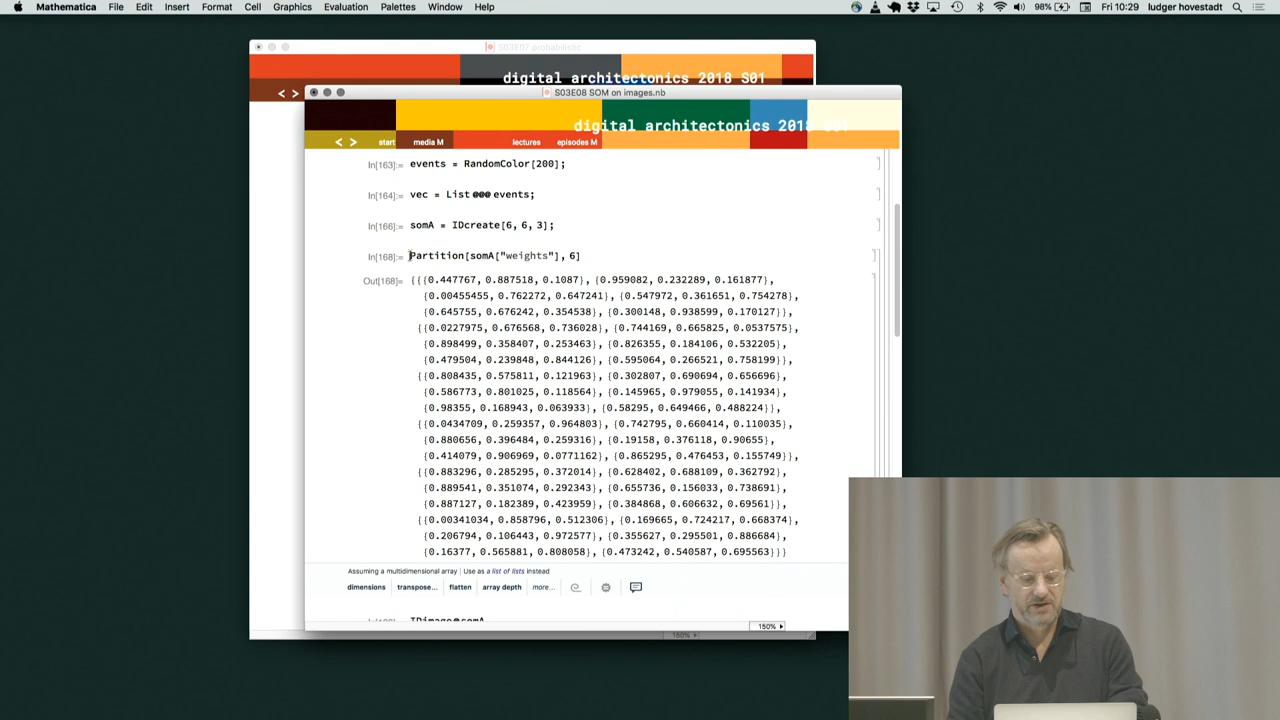 Mathematica File Edit Insert Format Cell Graphics Evaluation Palettes Window Help 98% Fri 10:29 ludger hovestadt
S03E07 probabilistic
digital architectonics 2018 S01
< >
S03E08 SOM on images.nb
digital architectonics 2018 S01
< > start media M lectures episodes M
In[163]:= events = RandomColor[200];
In[164]:= vec = List @@@ events;
In[166]:= somA = IDcreate[6, 6, 3];
In[168]:= Partition[somA["weights"], 6]
Out[168]= {{{0.447767, 0.887518, 0.1087}, {0.959082, 0.232289, 0.161877},
{0.00455455, 0.762272, 0.647241}, {0.547972, 0.361651, 0.754278},
{0.645755, 0.676242, 0.354538}, {0.300148, 0.938599, 0.170127}},
{{0.0227975, 0.676568, 0.736028}, {0.744169, 0.665825, 0.0537575},
{0.898499, 0.358407, 0.253463}, {0.826355, 0.184106, 0.532205},
{0.479504, 0.239848, 0.844126}, {0.595064, 0.266521, 0.758199}},
{{0.808435, 0.575811, 0.121963}, {0.302807, 0.690694, 0.656696},
{0.586773, 0.801025, 0.118564}, {0.145965, 0.979055, 0.141934},
{0.98355, 0.168943, 0.063933}, {0.58295, 0.649466, 0.488224}},
{{0.0434709, 0.259357, 0.964803}, {0.742795, 0.660414, 0.110035},
{0.880656, 0.396484, 0.259316}, {0.19158, 0.376118, 0.90655},
{0.414079, 0.906969, 0.0771162}, {0.865295, 0.476453, 0.155749}},
{{0.883296, 0.285295, 0.372014}, {0.628402, 0.688109, 0.362792},
{0.889541, 0.351074, 0.292343}, {0.655736, 0.156033, 0.738691},
{0.887127, 0.182389, 0.423959}, {0.384868, 0.606632, 0.69561}},
{{0.00341034, 0.858796, 0.512306}, {0.169665, 0.724217, 0.668374},
{0.206794, 0.106443, 0.972577}, {0.355627, 0.295501, 0.886684},
{0.16377, 0.565881, 0.808058}, {0.473242, 0.540587, 0.695563}}}
Assuming a multidimensional array | Use as a list of lists instead
dimensions transpose... flatten array depth more...
IDimage@somA
150%
150%